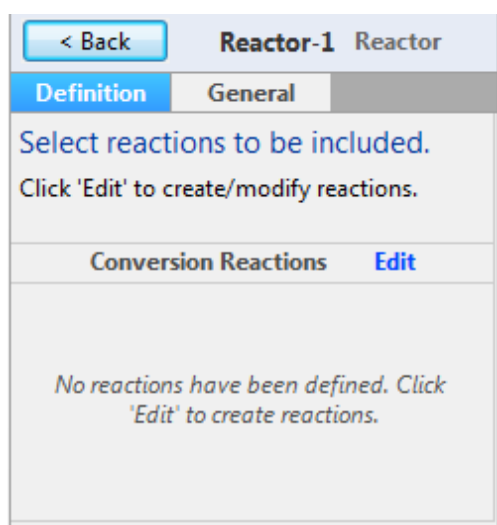 < Back Reactor-1 Reactor
Definition General
Select reactions to be included.
Click 'Edit' to create/modify reactions.
Conversion Reactions Edit
No reactions have been defined. Click
'Edit' to create reactions.